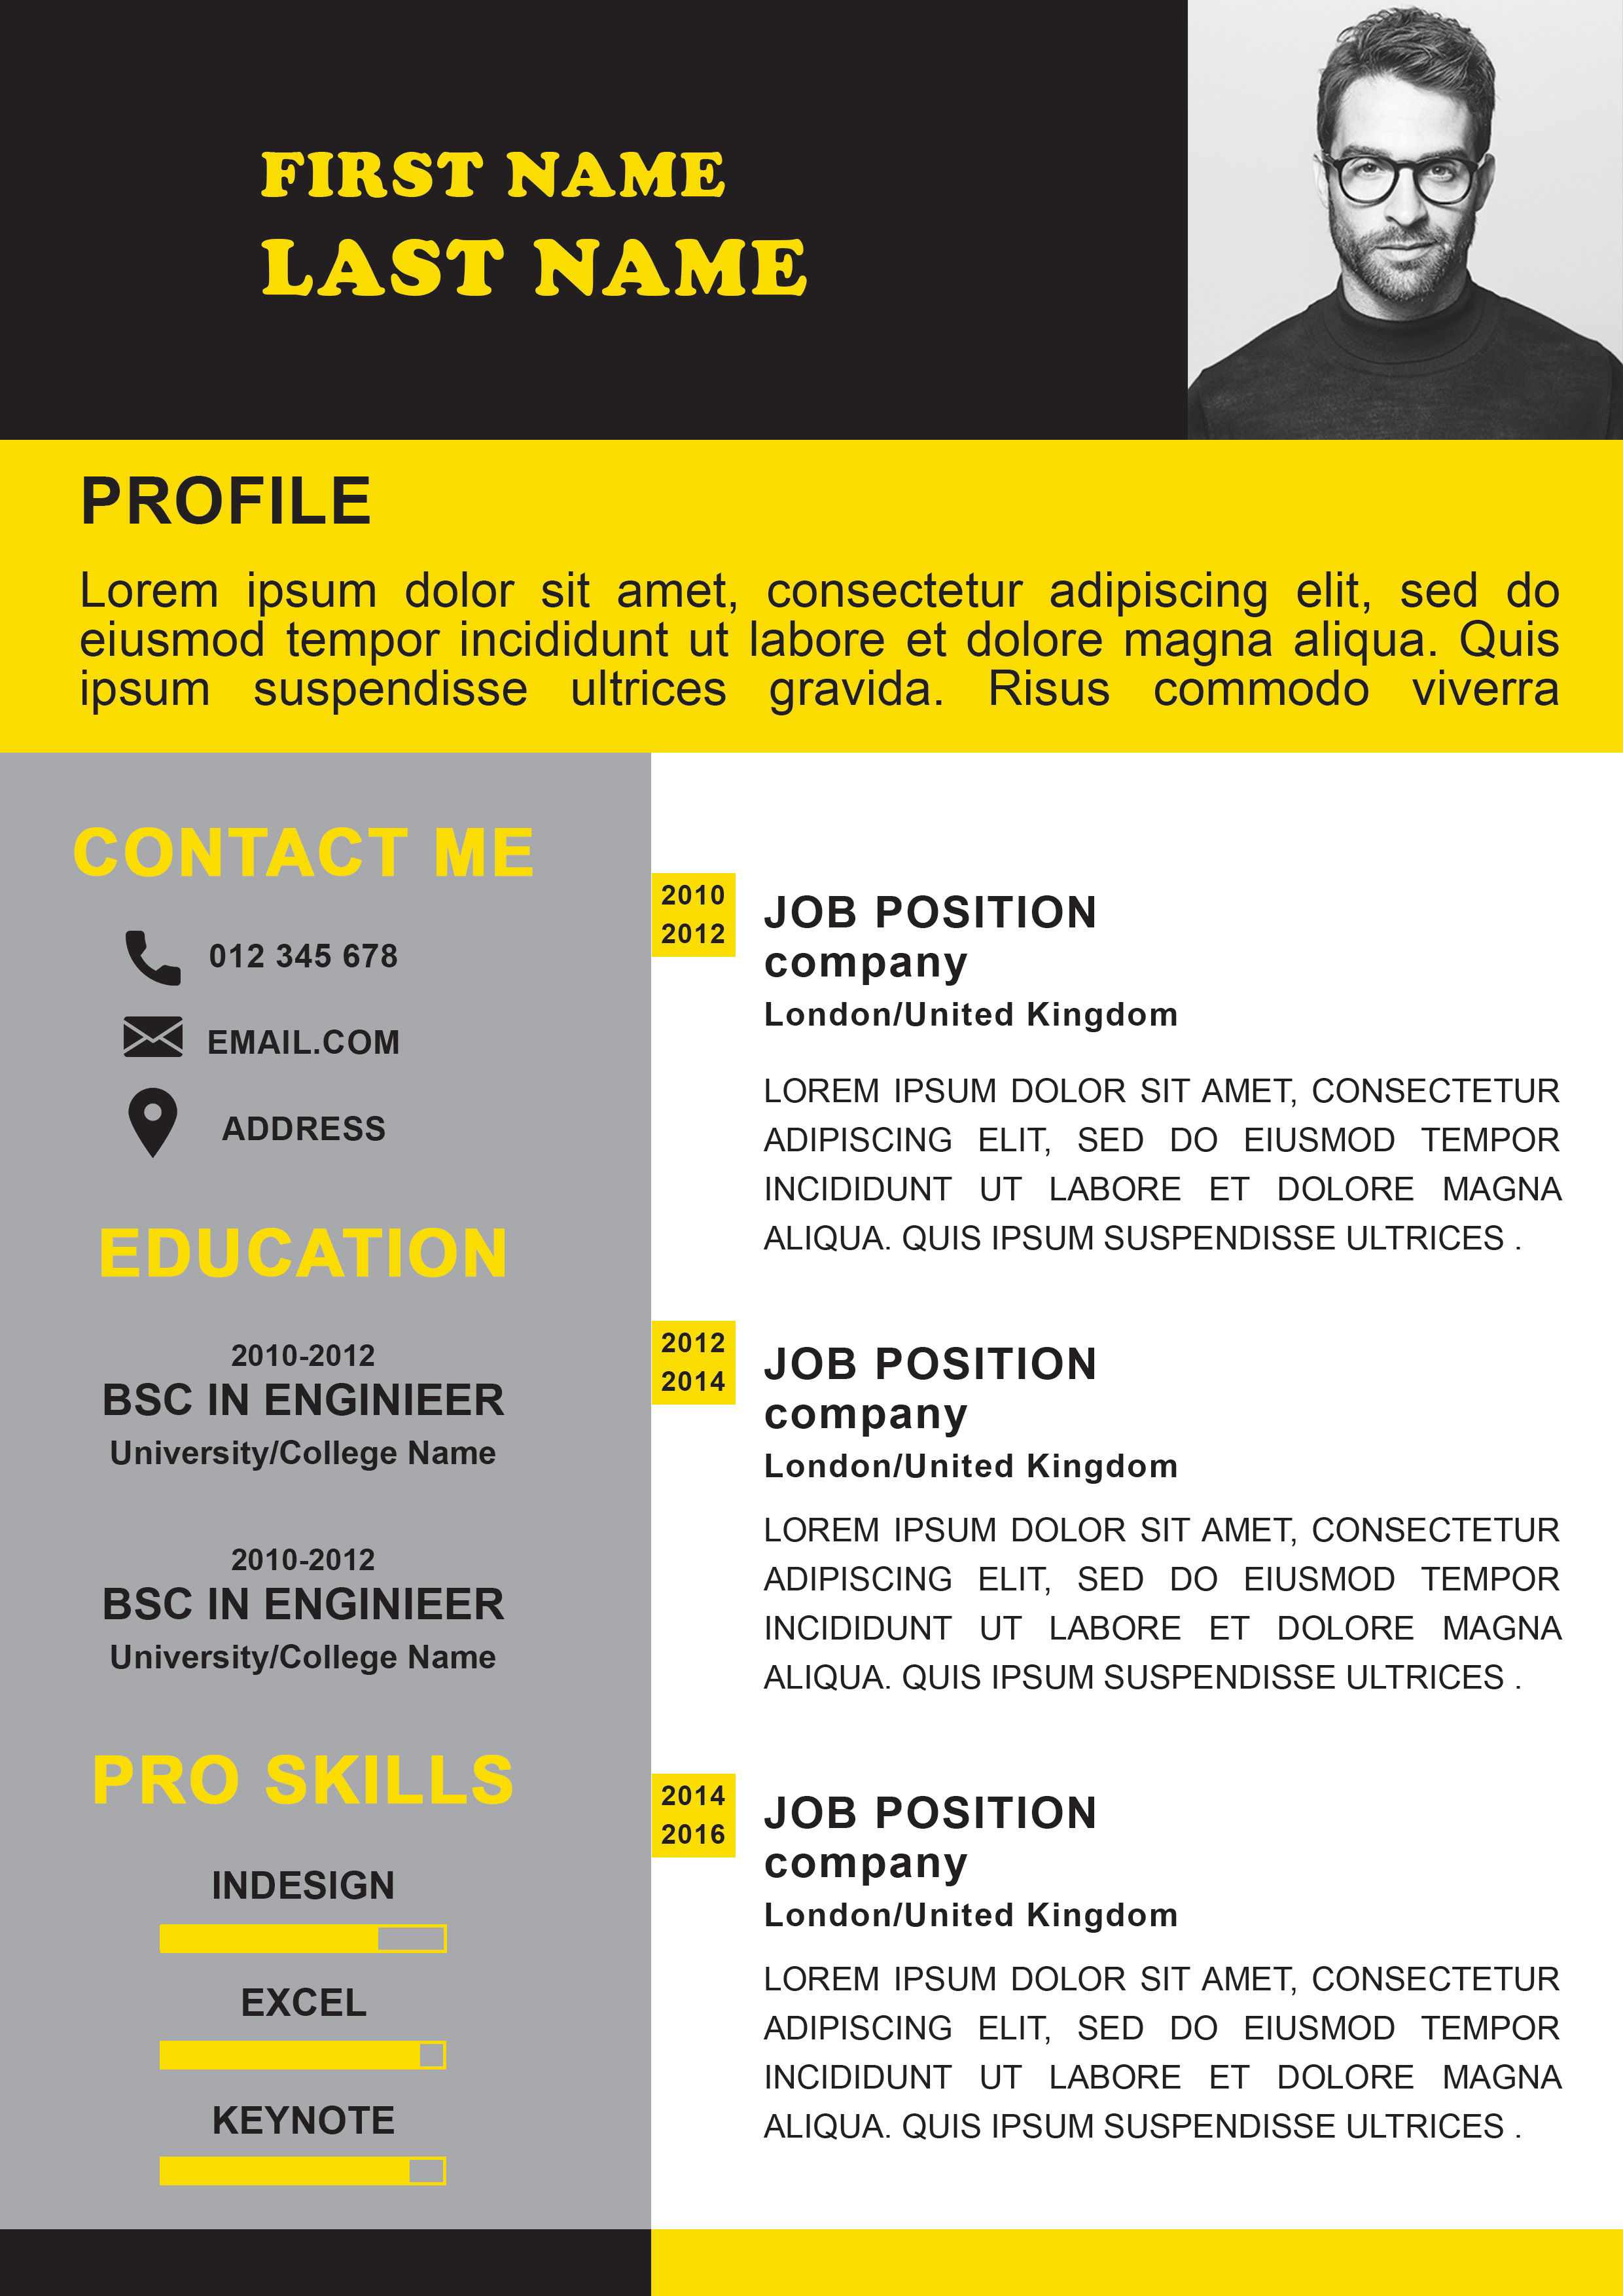 FIRST NAME
LAST NAME
PROFILE
Lorem ipsum dolor sit amet, consectetur adipiscing elit, sed do
eiusmod tempor incididunt ut labore et dolore magna aliqua. Quis
ipsum suspendisse ultrices gravida. Risus commodo viverra
CONTACT ME
012 345 678
EMAIL.COM
ADDRESS
EDUCATION
2010-2012
BSC IN ENGINIEER
University/College Name
2010-2012
BSC IN ENGINIEER
University/College Name
PRO SKILLS
INDESIGN
EXCEL
KEYNOTE
2010
2012
JOB POSITION
company
London/United Kingdom
LOREM IPSUM DOLOR SIT AMET, CONSECTETUR
ADIPISCING ELIT, SED DO EIUSMOD TEMPOR
INCIDIDUNT UT LABORE ET DOLORE MAGNA
ALIQUA. QUIS IPSUM SUSPENDISSE ULTRICES .
2012
2014
JOB POSITION
company
London/United Kingdom
LOREM IPSUM DOLOR SIT AMET, CONSECTETUR
ADIPISCING ELIT, SED DO EIUSMOD TEMPOR
INCIDIDUNT UT LABORE ET DOLORE MAGNA
ALIQUA. QUIS IPSUM SUSPENDISSE ULTRICES .
2014
2016
JOB POSITION
company
London/United Kingdom
LOREM IPSUM DOLOR SIT AMET, CONSECTETUR
ADIPISCING ELIT, SED DO EIUSMOD TEMPOR
INCIDIDUNT UT LABORE ET DOLORE MAGNA
ALIQUA. QUIS IPSUM SUSPENDISSE ULTRICES .